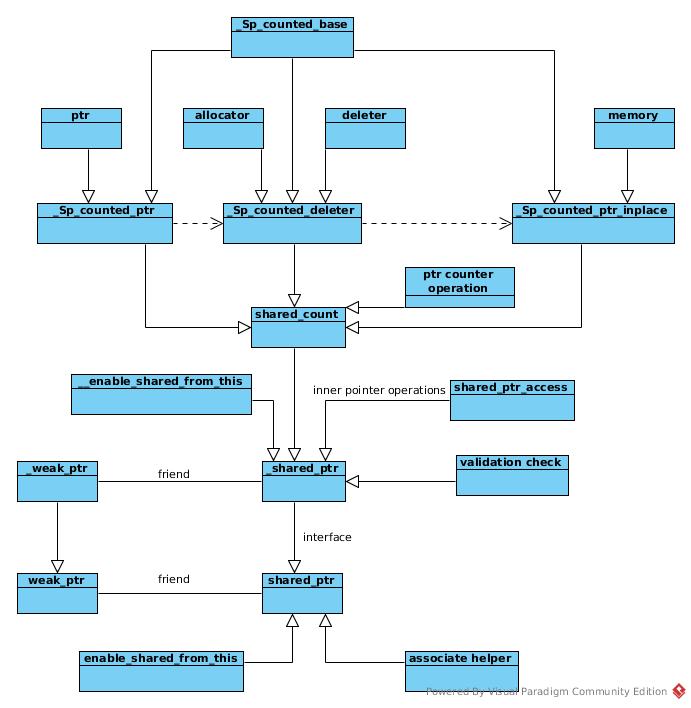 _Sp_counted_base
ptr
allocator
deleter
memory
_Sp_counted_ptr
_Sp_counted_deleter
_Sp_counted_ptr_inplace
ptr counter
operation
shared_count
__enable_shared_from_this
inner pointer operations
shared_ptr_access
_weak_ptr
friend
_shared_ptr
validation check
interface
weak_ptr
friend
shared_ptr
enable_shared_from_this
associate helper
Powered By Visual Paradigm Community Edition